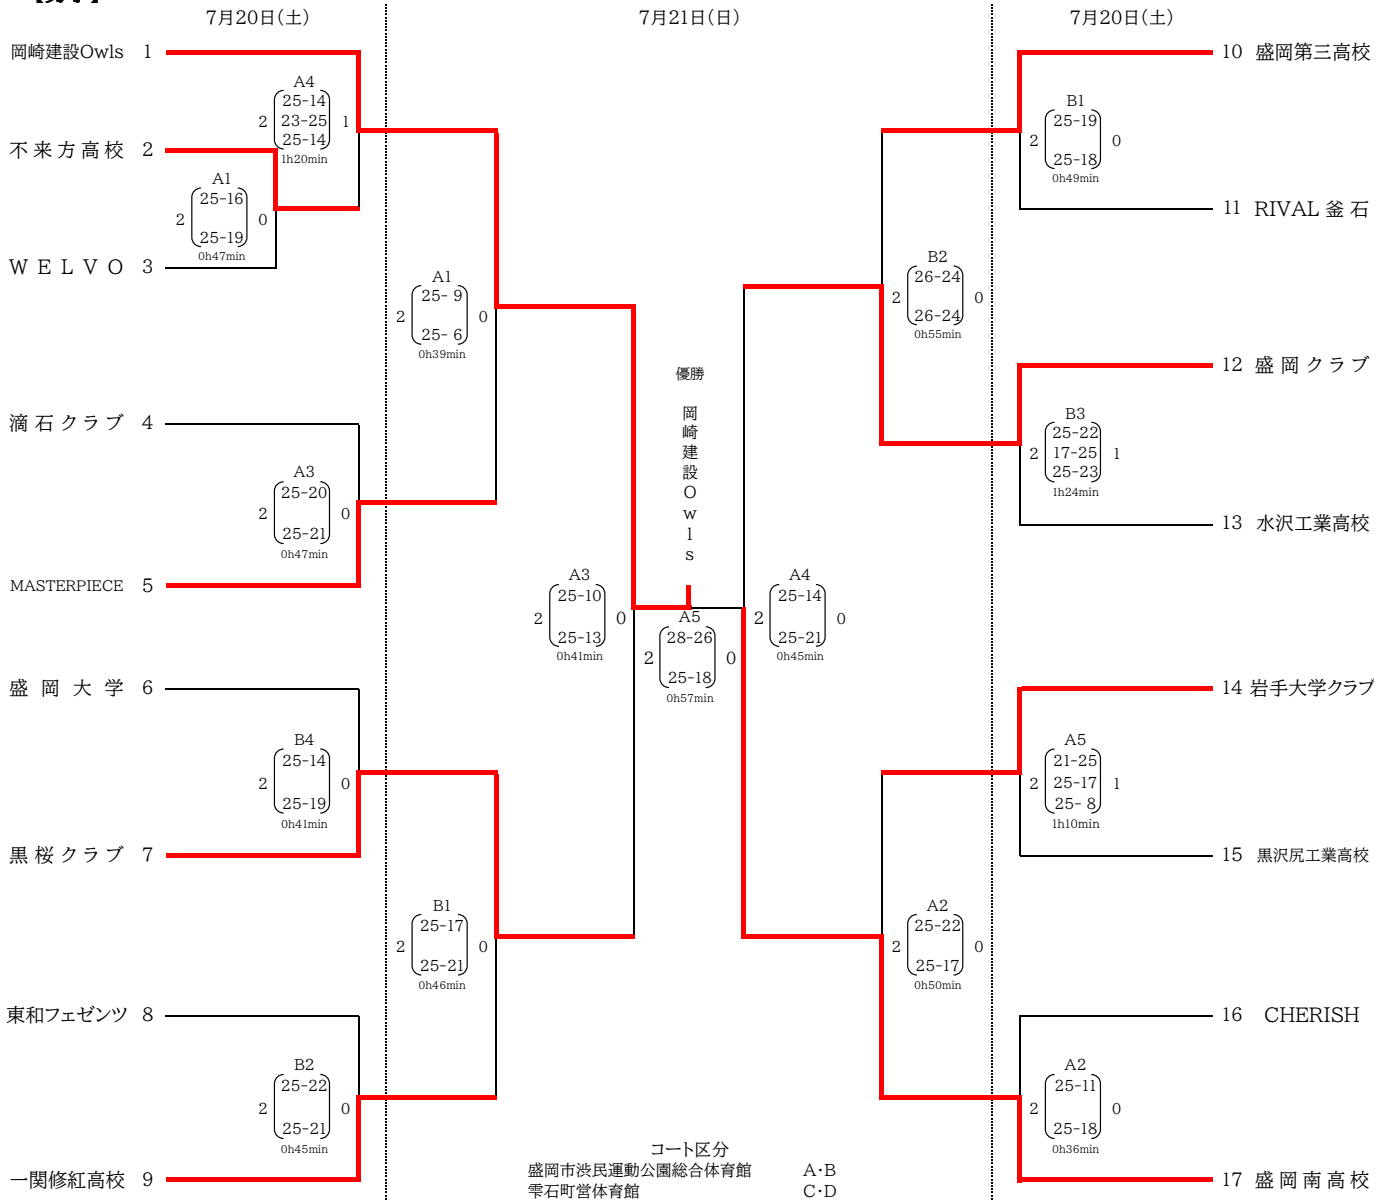 7月20日(土)
7月21日(日)
7月20日(土)
岡崎建設Owls 1
A4
25-14
2 23-25 1
25-14
1h20min
不来方高校 2
A1
25-16
2 0
25-19
0h47min
WELVO 3
A1
25- 9
2 0
25- 6
0h39min
滴石クラブ 4
A3
25-20
2 0
25-21
0h47min
MASTERPIECE 5
A3
25-10
2 0
25-13
0h41min
盛岡大学 6
B4
25-14
2 0
25-19
0h41min
黒桜クラブ 7
B1
25-17
2 0
25-21
0h46min
東和フェゼンツ 8
B2
25-22
2 0
25-21
0h45min
一関修紅高校 9
優勝
岡崎建設Owls
A5
28-26
2 0
25-18
0h57min
10 盛岡第三高校
B1
25-19
2 0
25-18
0h49min
11 RIVAL 釜石
B2
26-24
2 0
26-24
0h55min
12 盛岡クラブ
B3
25-22
2 17-25 1
25-23
1h24min
13 水沢工業高校
A4
25-14
2 0
25-21
0h45min
14 岩手大学クラブ
A5
21-25
2 25-17 1
25- 8
1h10min
15 黒沢尻工業高校
A2
25-22
2 0
25-17
0h50min
16 CHERISH
A2
25-11
2 0
25-18
0h36min
17 盛岡南高校
コート区分
盛岡市渋民運動公園総合体育館 A・B
雫石町営体育館 C・D